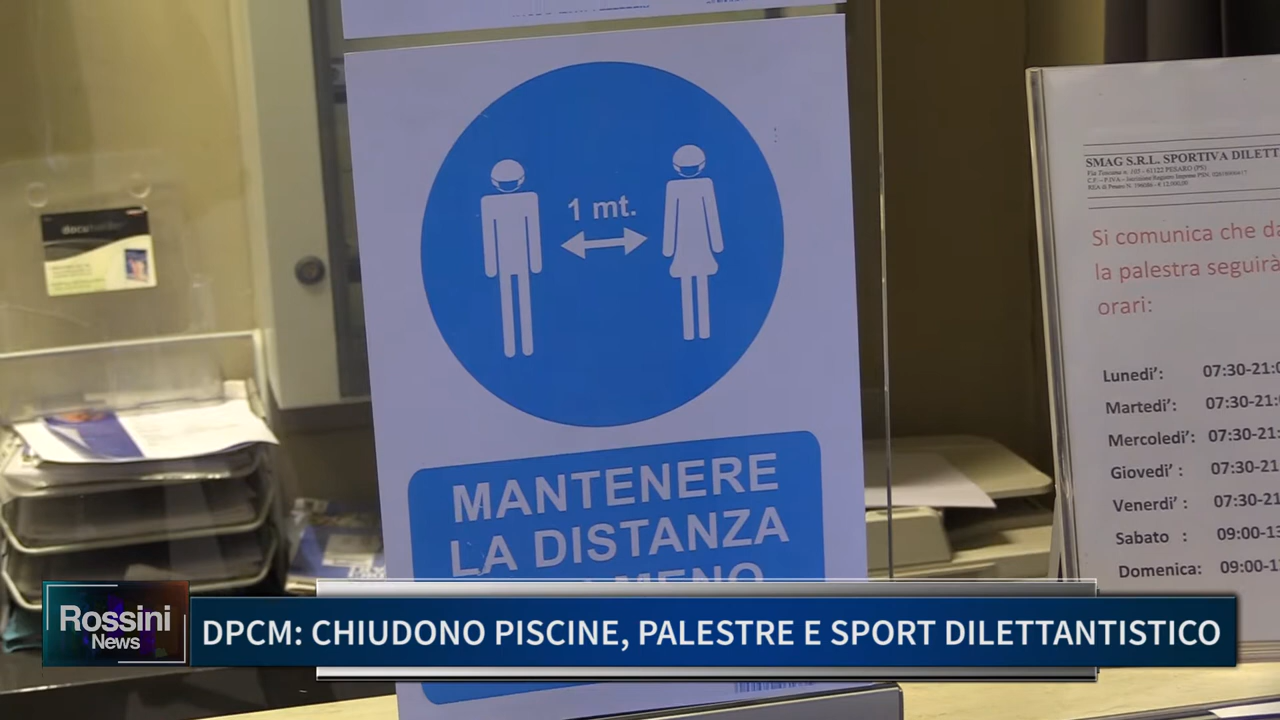 1 mt.
MANTENERE
LA DISTANZA
MENO
SMAG S.R.L. SPORTIVA DILETT
Si comunica che da
la palestra seguirà
orari:
Lunedi': 07:30-21:
Martedi': 07:30-21:
Mercoledi': 07:30-21:
Giovedi' : 07:30-21
Venerdi' : 07:30-21
Sabato : 09:00-13
Domenica: 09:00-1
Rossini
News
DPCM: CHIUDONO PISCINE, PALESTRE E SPORT DILETTANTISTICO